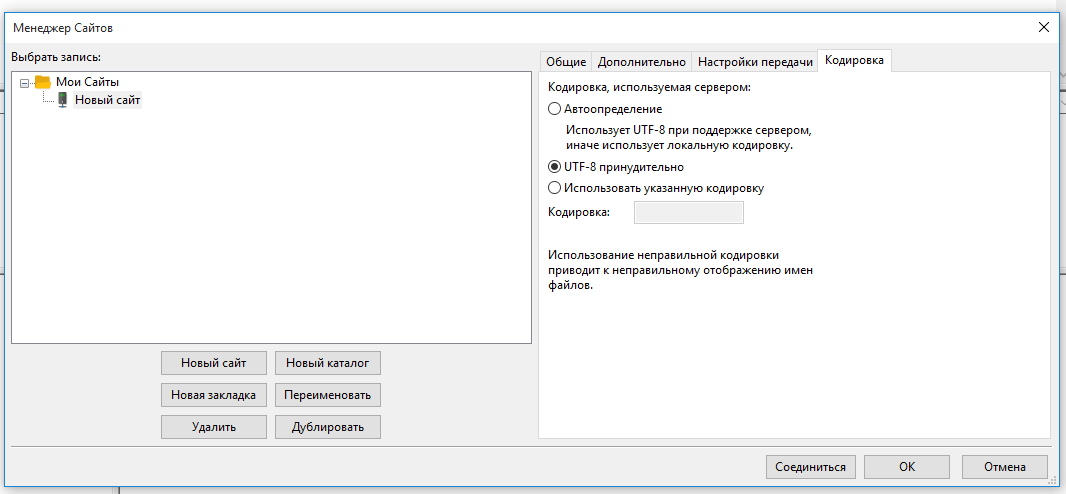 Менеджер Сайтов
Выбрать запись:
Мои Сайты
Новый сайт
Новый сайт
Новый каталог
Новая закладка
Переименовать
Удалить
Дублировать
Общие
Дополнительно
Настройки передачи
Кодировка
Кодировка, используемая сервером:
Автоопределение
Использует UTF-8 при поддержке сервером,
иначе использует локальную кодировку.
UTF-8 принудительно
Использовать указанную кодировку
Кодировка:
Использование неправильной кодировки
приводит к неправильному отображению имен
файлов.
Соединиться
OK
Отмена